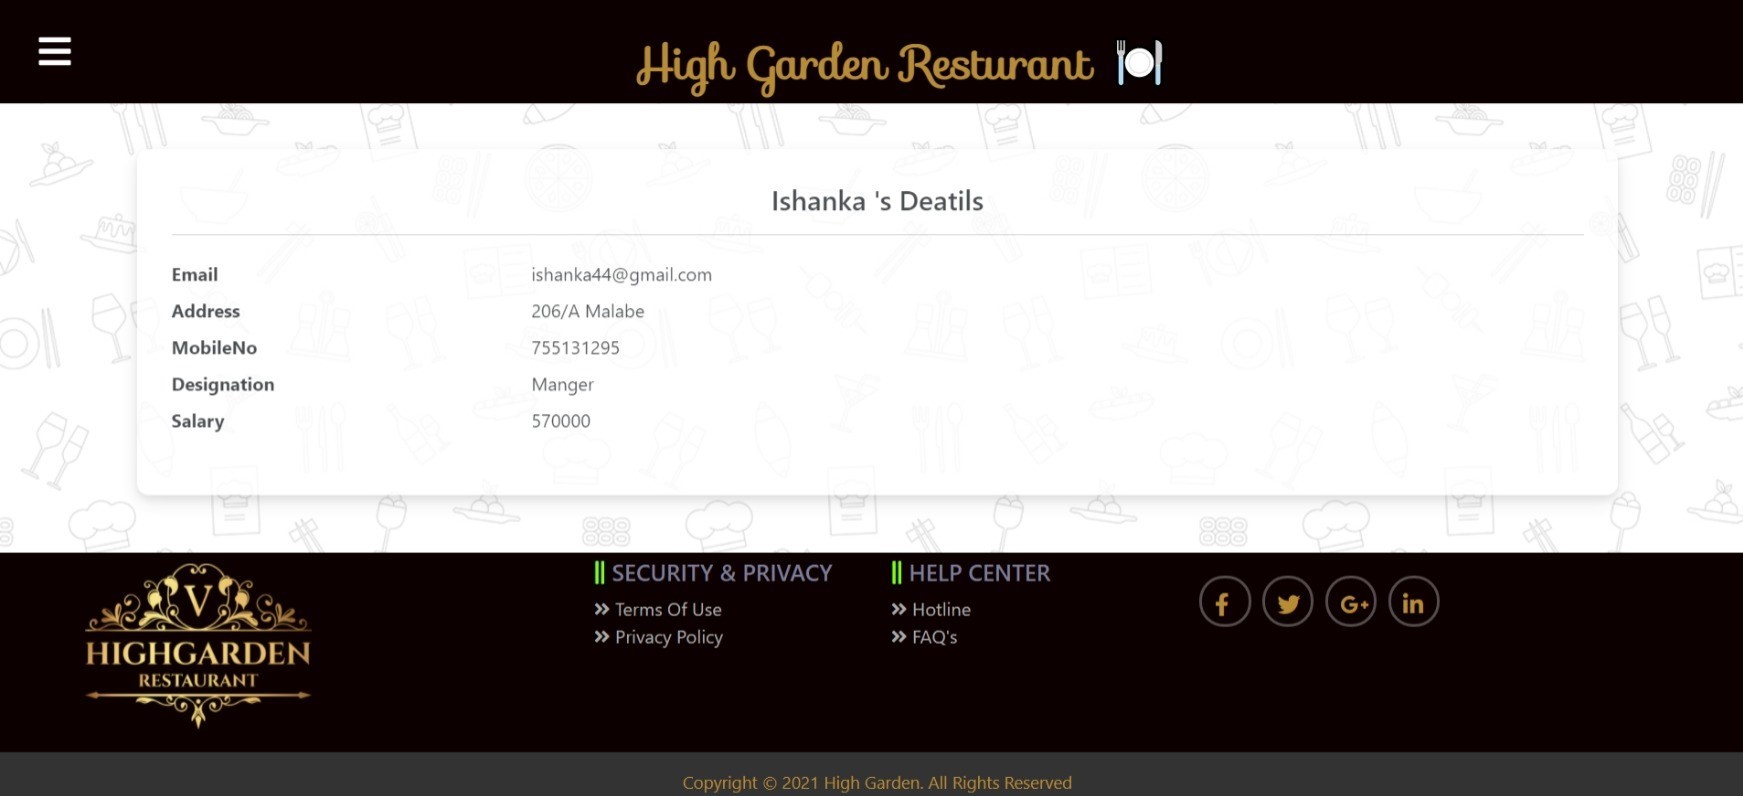 High Garden Resturant
Ishanka 's Deatils
Email ishanka44@gmail.com
Address 206/A Malabe
MobileNo 755131295
Designation Manger
Salary 570000
V
HIGHGARDEN
RESTAURANT
SECURITY & PRIVACY
Terms Of Use
Privacy Policy
HELP CENTER
Hotline
FAQ's
f
G+
in
Copyright © 2021 High Garden. All Rights Reserved